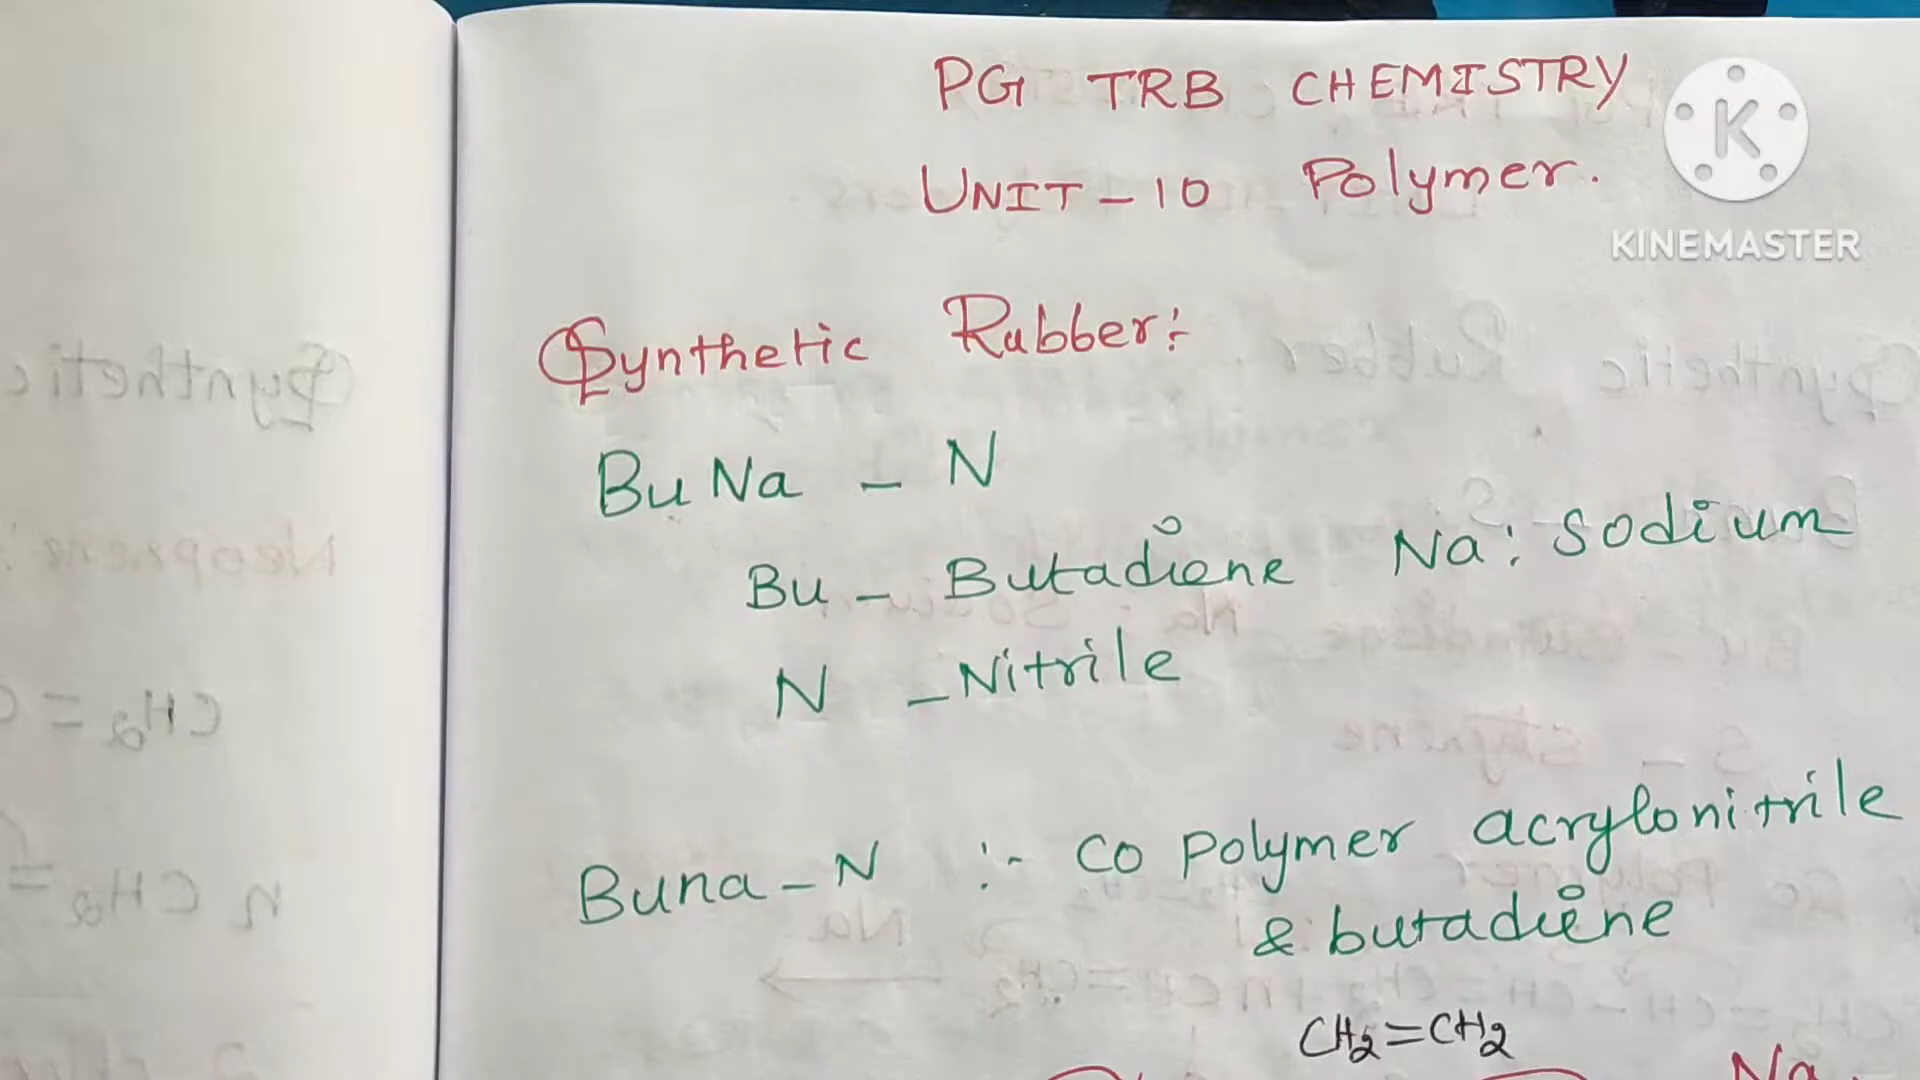 PG TRB CHEMISTRY
UNIT - 10 Polymer.
KINEMASTER
Synthetic Rubber:-
BuNa - N
Bu - Butadiene Na: Sodium
N - Nitrile
Buna - N :- Co polymer acrylonitrile
& butadiene
CH2=CH2
Na